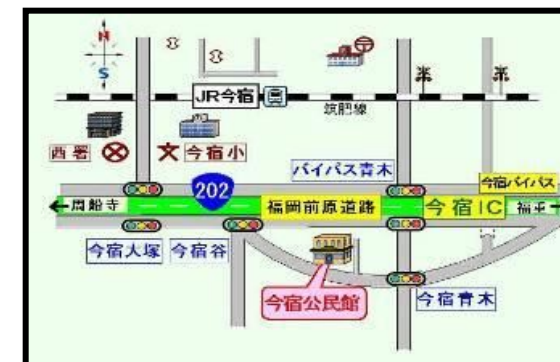 N
S
JR今宿
筑肥線
西署
文
今宿小
バイパス青木
202
今宿バイパス
←周船寺
福岡前原道路
今宿IC
福重→
今宿大塚
今宿谷
今宿公民館
今宿青木